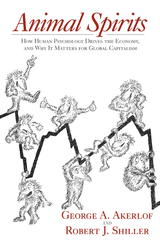 Animal Spirits
How Human Psychology Drives the Economy,
and Why It Matters for Global Capitalism
George A. Akerlof
and
Robert J. Shiller